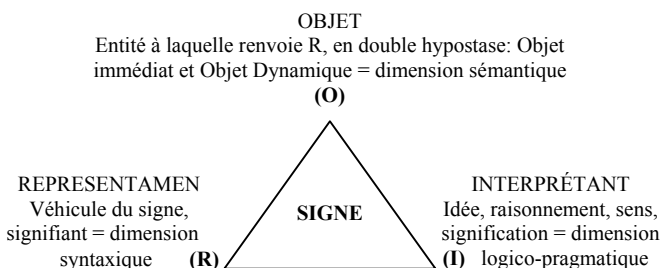 OBJET
Entité à laquelle renvoie R, en double hypostase: Objet
immédiat et Objet Dynamique = dimension sémantique
(O)
REPRESENTAMEN
Véhicule du signe,
signifiant = dimension
syntaxique (R)
SIGNE
INTERPRÉTANT
Idée, raisonnement, sens,
signification = dimension
(I) logico-pragmatique